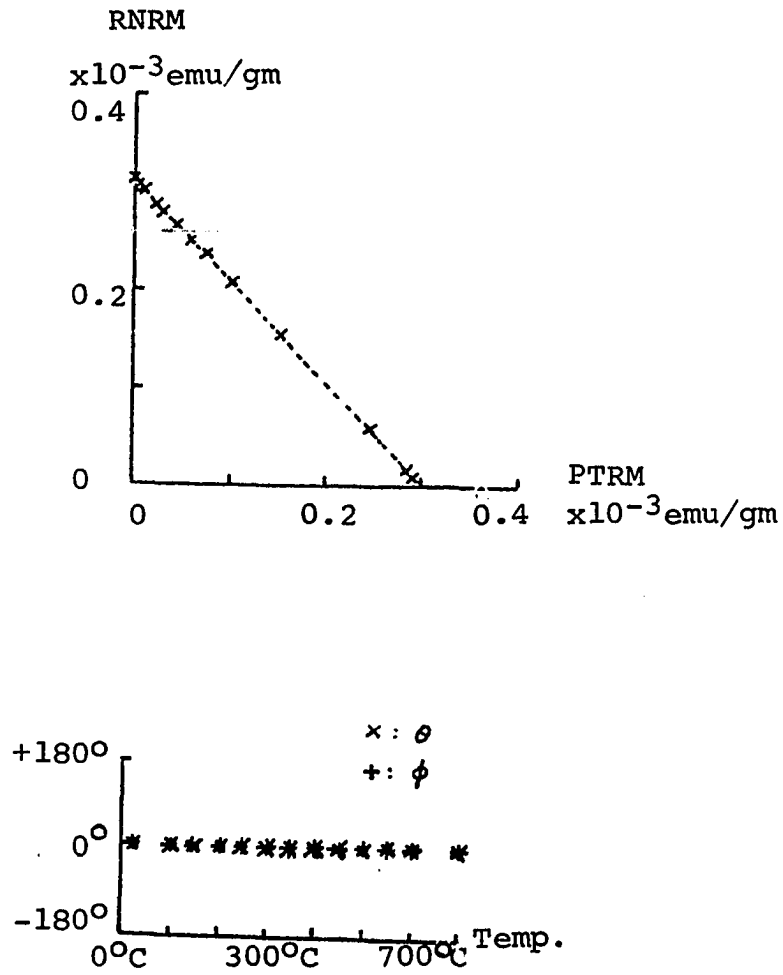 RNRM
x10⁻³emu/gm
0.4
0.2
0
0
0.2
0.4
PTRM
x10⁻³emu/gm
×: θ
+: ϕ
+180°
0°
-180°
0°C
300°C
700°C
Temp.